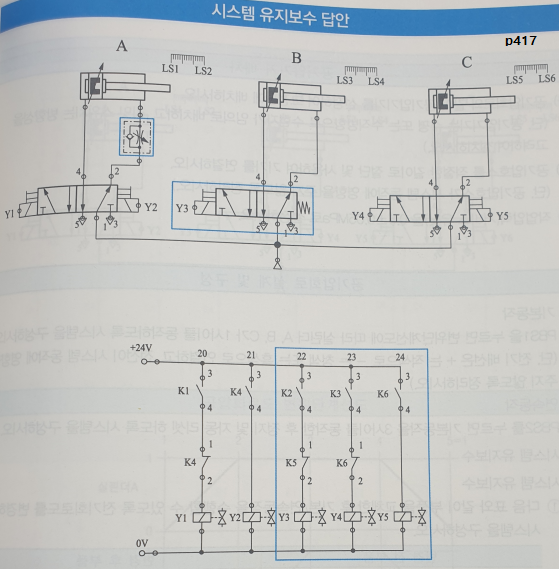 시스템 유지보수 답안
p417
A
B
C
LS1 LS2
LS3 LS4
LS5 LS6
4 2
4 2
4 2
Y1 Y2
Y3
Y4 Y5
5 1 3
5 1 3
5 1 3
20 21 22 23 24
+24V
3 3 3 3 3
K1 K4 K2 K3 K6
4 4 4 4 4
1 1 1
K4 K5 K6
2 2 2
Y1 Y2 Y3 Y4 Y5
0V